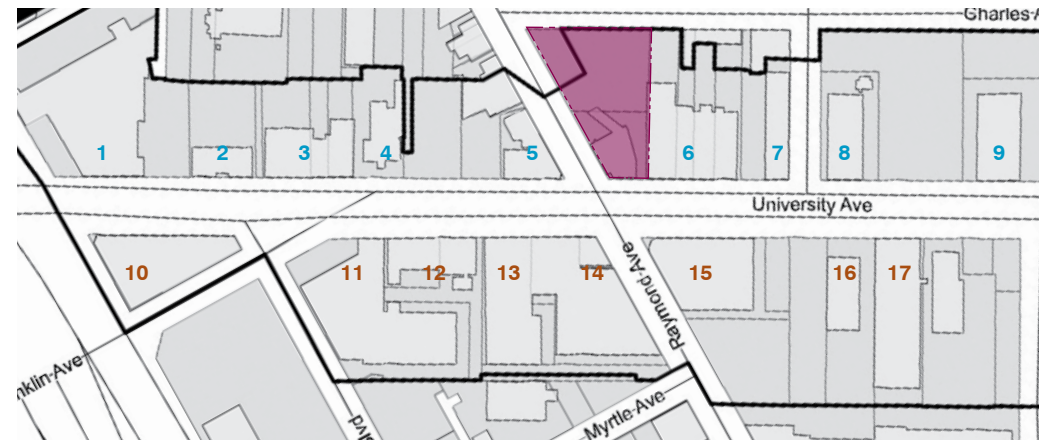 Charles A
1 2 3 4 5 6 7 8 9
University Ave
10 11 12 13 14 15 16 17
Raymond Ave
nklin Ave
lvd
Myrtle Ave